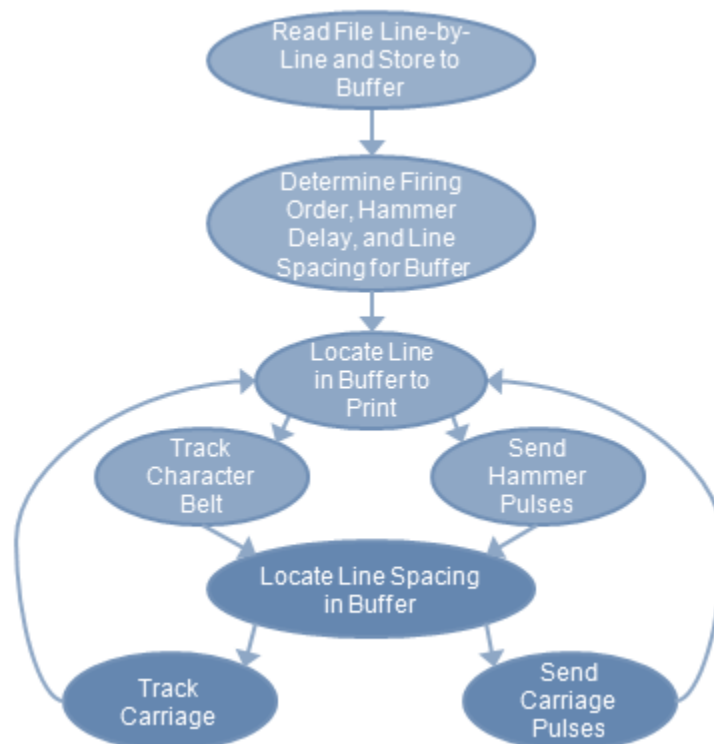 Read File Line-by-
Line and Store to
Buffer
Determine Firing
Order, Hammer
Delay, and Line
Spacing for Buffer
Locate Line
in Buffer to
Print
Track
Character
Belt
Send
Hammer
Pulses
Locate Line Spacing
in Buffer
Track
Carriage
Send
Carriage
Pulses